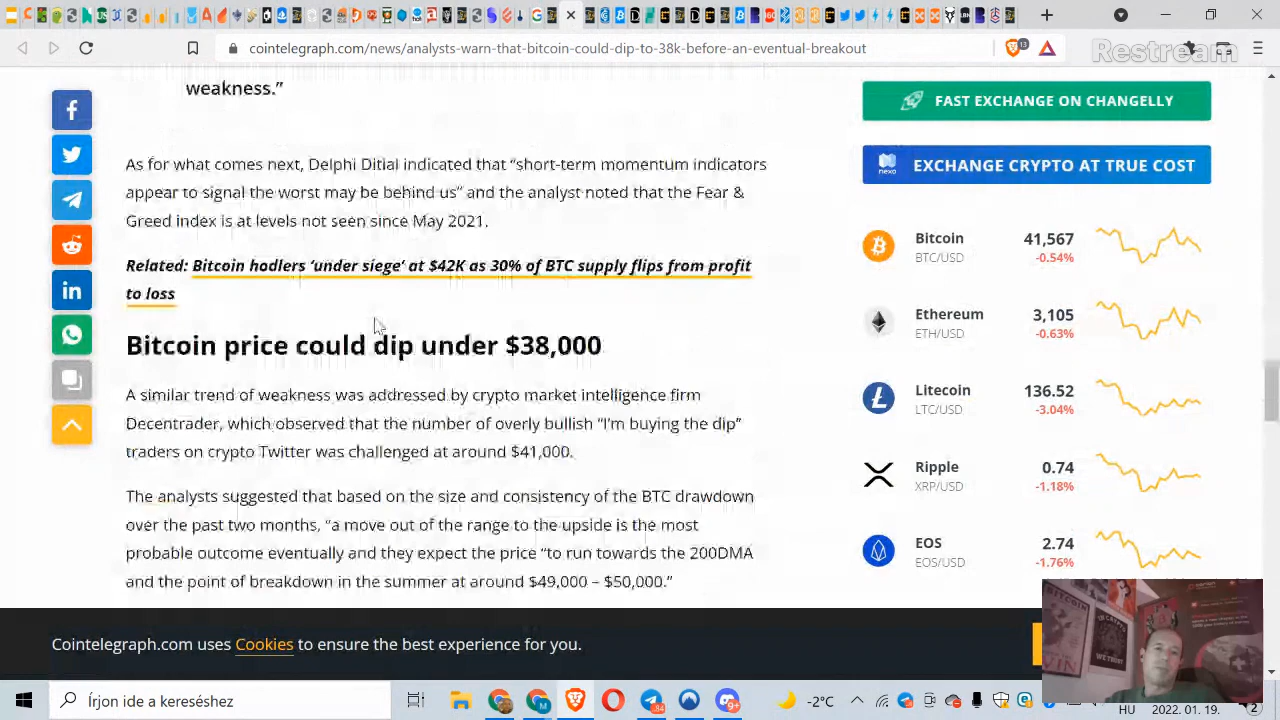 cointelegraph.com/news/analysts-warn-that-bitcoin-could-dip-to-38k-before-an-eventual-breakout
13
Restream
weakness.”
As for what comes next, Delphi Ditial indicated that “short-term momentum indicators
appear to signal the worst may be behind us” and the analyst noted that the Fear &
Greed index is at levels not seen since May 2021.
Related: Bitcoin hodlers ‘under siege’ at $42K as 30% of BTC supply flips from profit
to loss
Bitcoin price could dip under $38,000
A similar trend of weakness was addressed by crypto market intelligence firm
Decentrader, which observed that the number of overly bullish “I’m buying the dip”
traders on crypto Twitter was challenged at around $41,000.
The analysts suggested that based on the size and consistency of the BTC drawdown
over the past two months, “a move out of the range to the upside is the most
probable outcome eventually and they expect the price “to run towards the 200DMA
and the point of breakdown in the summer at around $49,000 – $50,000.”
FAST EXCHANGE ON CHANGELLY
nexo EXCHANGE CRYPTO AT TRUE COST
Bitcoin 41,567
BTC/USD -0.54%
Ethereum 3,105
ETH/USD -0.63%
Litecoin 136.52
LTC/USD -3.04%
Ripple 0.74
XRP/USD -1.18%
EOS 2.74
EOS/USD -1.76%
Cointelegraph.com uses Cookies to ensure the best experience for you.
BITCOIN
IN CRYPTO
WE TRUST
Írjon ide a kereséshez
84
9+
-2°C
HU
2022. 01. 19.
2